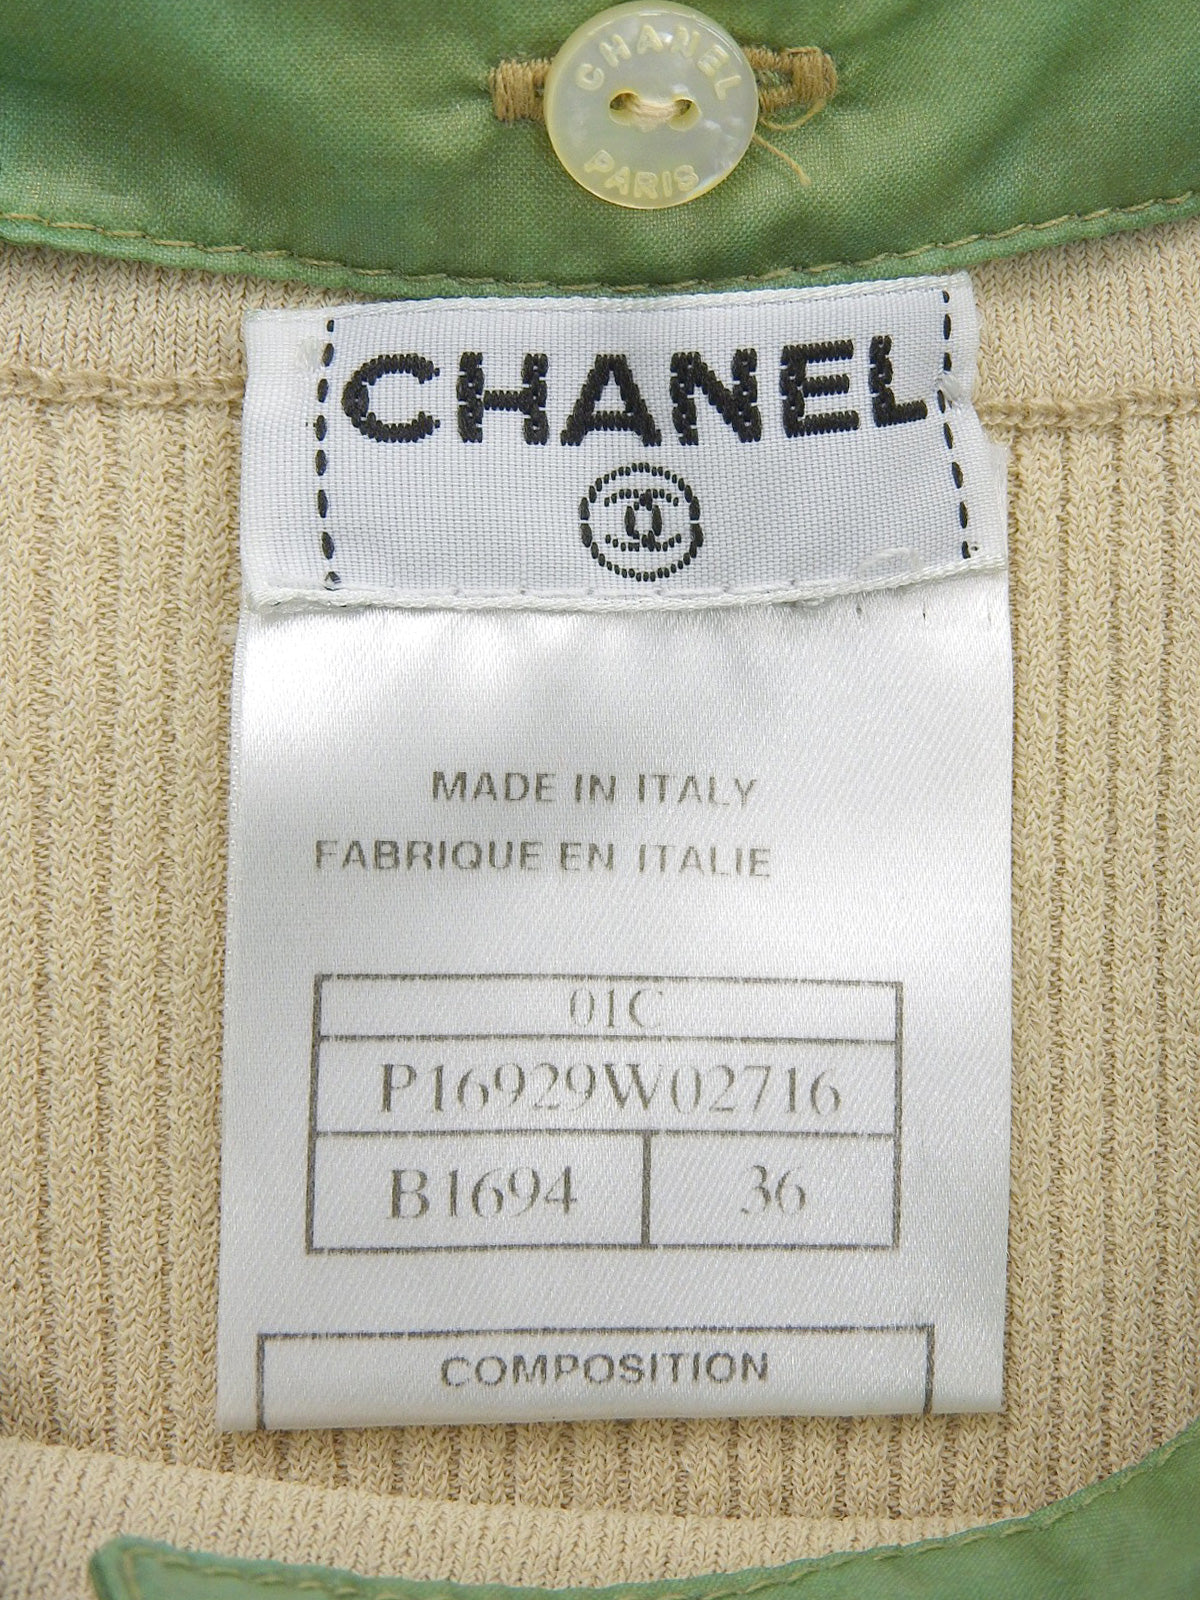 CHANEL
PARIS
CHANEL
MADE IN ITALY
FABRIQUE EN ITALIE
01C
P16929W02716
B1694 36
COMPOSITION